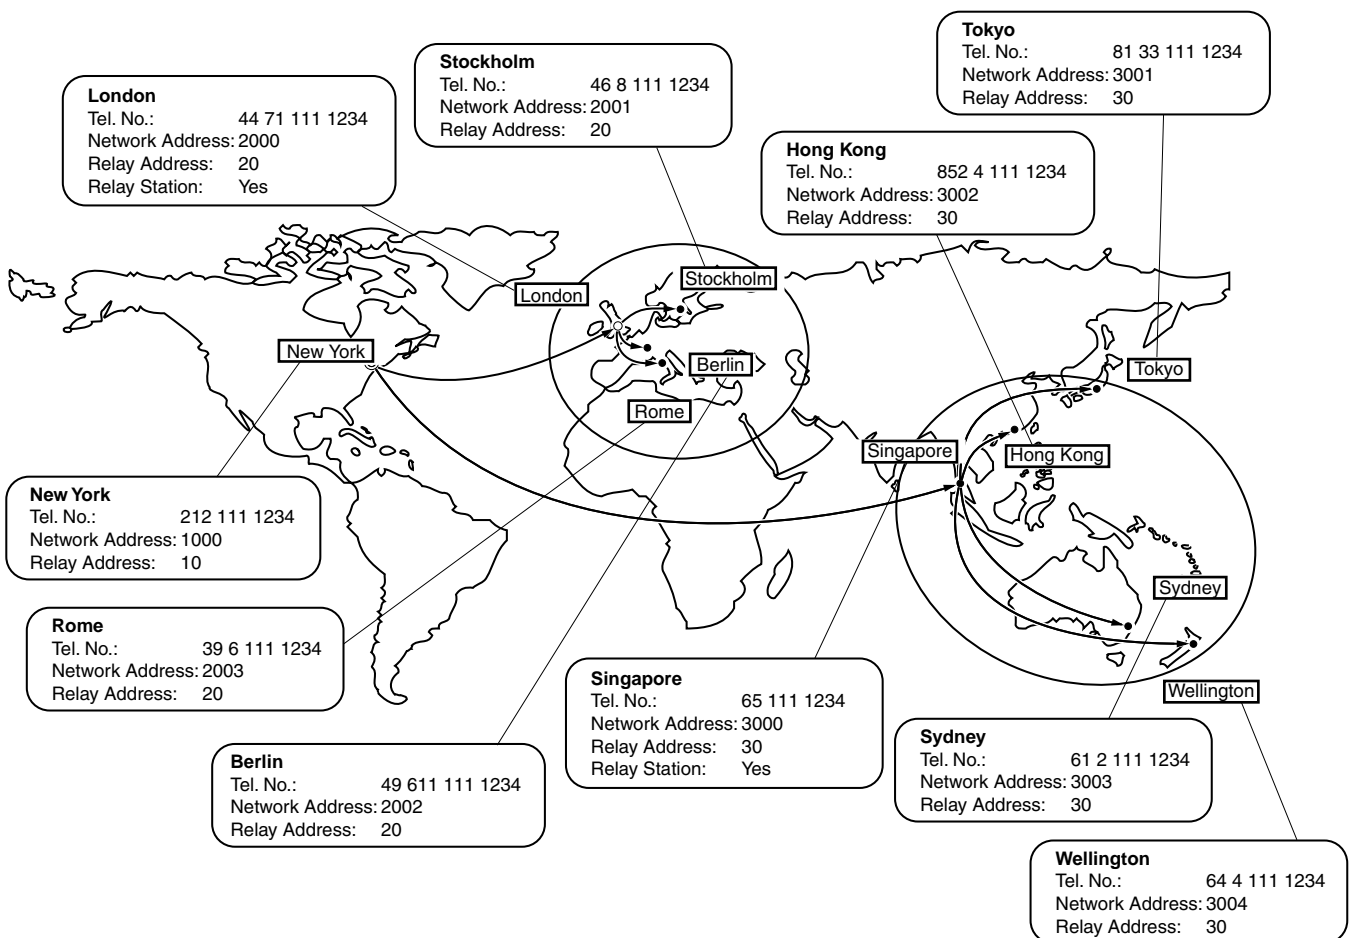 Tokyo
Tel. No.: 81 33 111 1234
Network Address: 3001
Relay Address: 30
Stockholm
Tel. No.: 46 8 111 1234
Network Address: 2001
Relay Address: 20
London
Tel. No.: 44 71 111 1234
Network Address: 2000
Relay Address: 20
Relay Station: Yes
Hong Kong
Tel. No.: 852 4 111 1234
Network Address: 3002
Relay Address: 30
Stockholm
London
New York
Berlin
Tokyo
Rome
Singapore
Hong Kong
New York
Tel. No.: 212 111 1234
Network Address: 1000
Relay Address: 10
Sydney
Rome
Tel. No.: 39 6 111 1234
Network Address: 2003
Relay Address: 20
Singapore
Tel. No.: 65 111 1234
Network Address: 3000
Relay Address: 30
Relay Station: Yes
Wellington
Berlin
Tel. No.: 49 611 111 1234
Network Address: 2002
Relay Address: 20
Sydney
Tel. No.: 61 2 111 1234
Network Address: 3003
Relay Address: 30
Wellington
Tel. No.: 64 4 111 1234
Network Address: 3004
Relay Address: 30